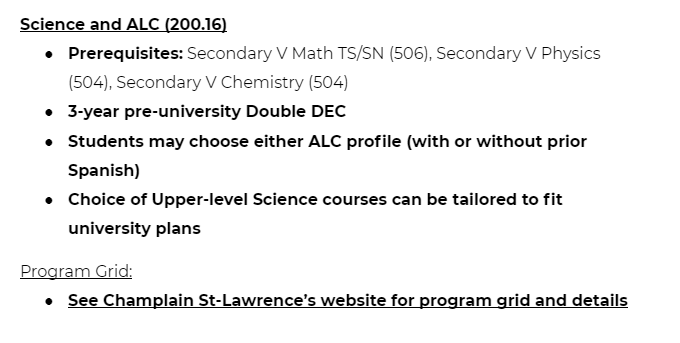 Science and ALC (200.16)
● Prerequisites: Secondary V Math TS/SN (506), Secondary V Physics
(504), Secondary V Chemistry (504)
● 3-year pre-university Double DEC
● Students may choose either ALC profile (with or without prior
Spanish)
● Choice of Upper-level Science courses can be tailored to fit
university plans
Program Grid:
● See Champlain St-Lawrence’s website for program grid and details